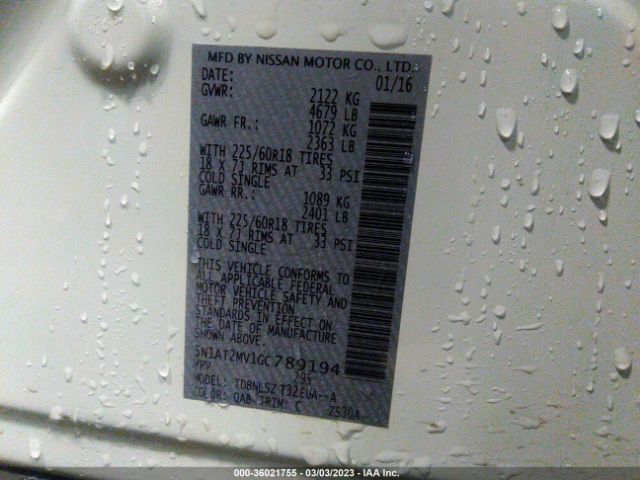 MFD BY NISSAN MOTOR CO., LTD.
DATE: 01/16
GVWR: 2122 KG
4679 LB
GAWR FR.: 1072 KG
2363 LB
WITH 225/60R18 TIRES
18 X 7J RIMS AT 33 PSI
COLD SINGLE
GAWR RR.: 1089 KG
2401 LB
WITH 225/60R18 TIRES
18 X 7J RIMS AT 33 PSI
COLD SINGLE
THIS VEHICLE CONFORMS TO
ALL APPLICABLE FEDERAL
MOTOR VEHICLE SAFETY AND
THEFT PREVENTION
STANDARDS IN EFFECT ON
THE DATE OF MANUFACTURE
SHOWN ABOVE.
5N1AT2MV1GC789194
MPV 295
MODEL: TDBNLSZ T32EUA--A
COLOR: QAB TRIM: C ZS30A
000-36021755 — 03/03/2023 — IAA Inc.